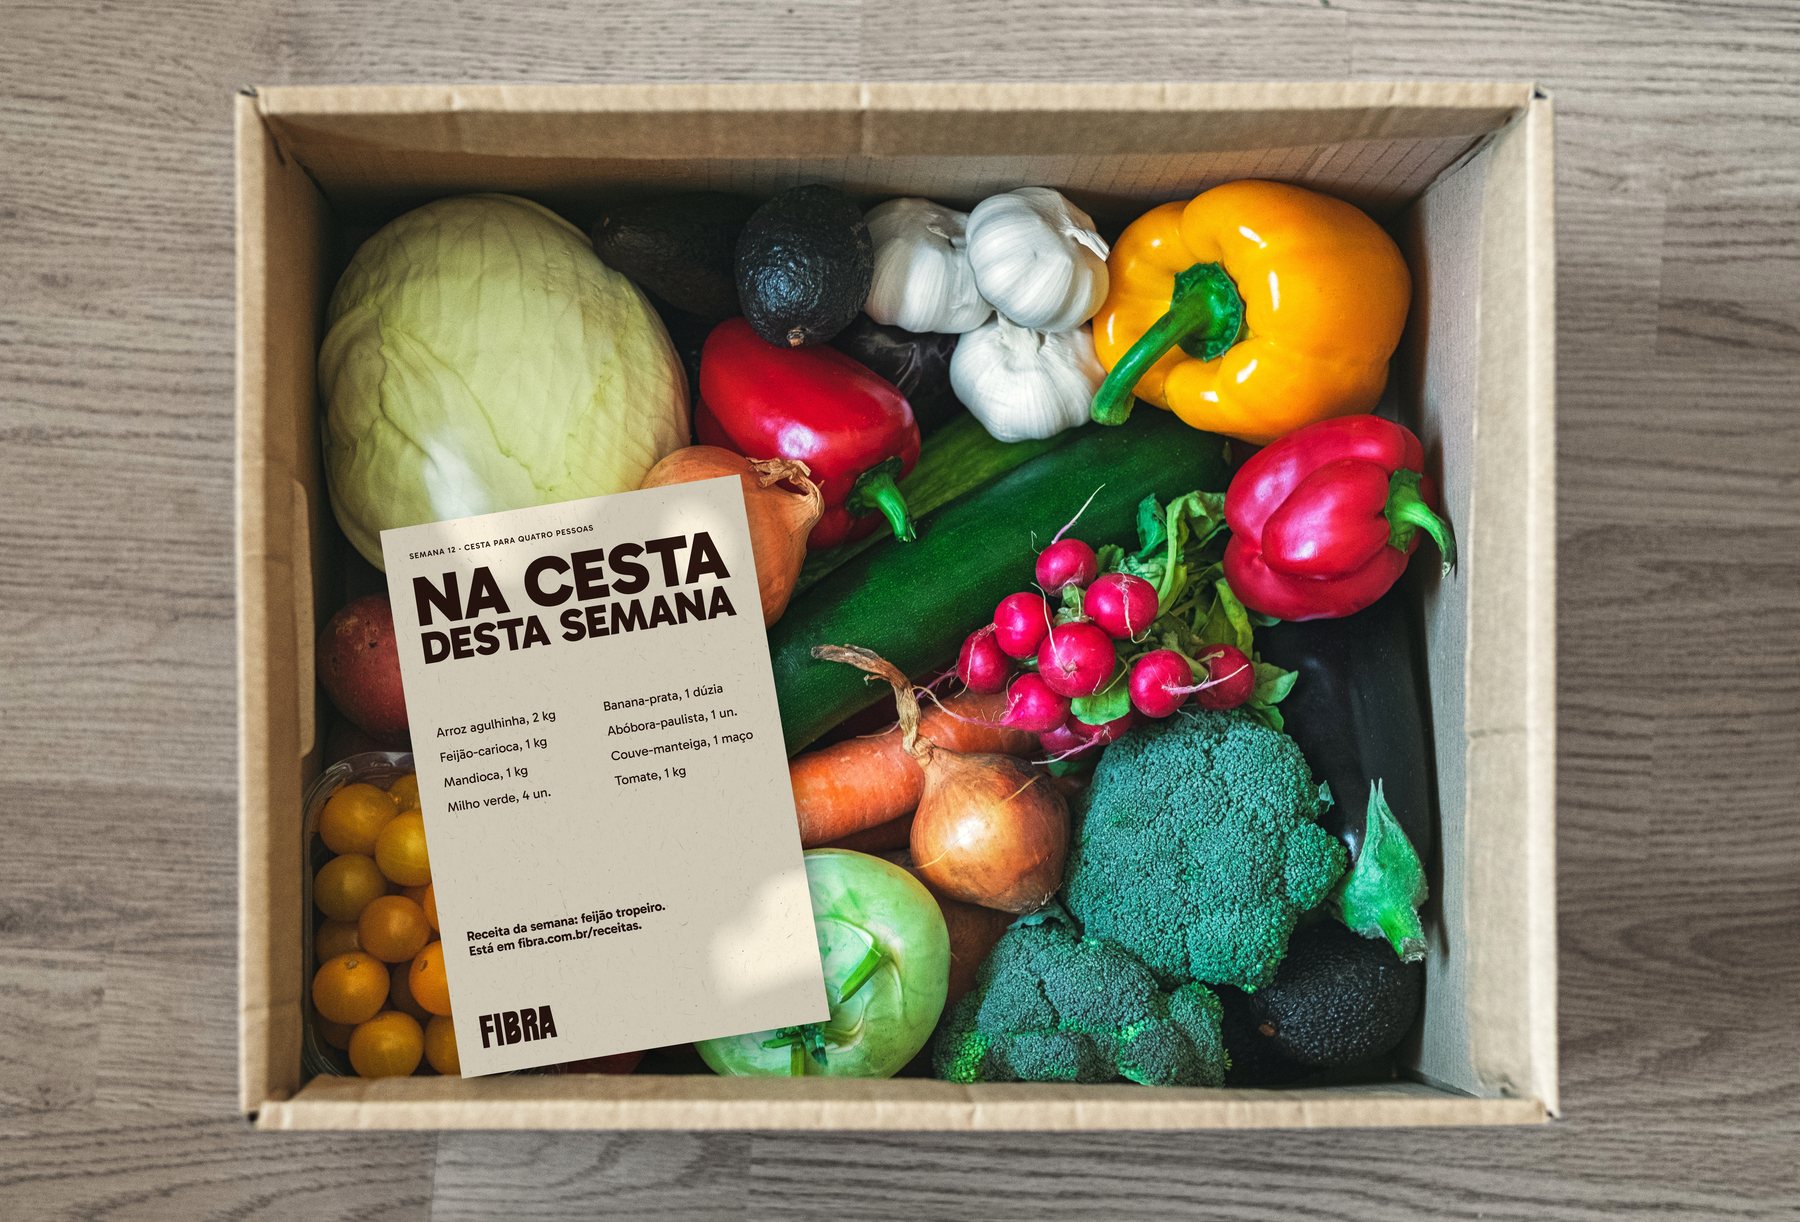 SEMANA 12 · CESTA PARA QUATRO PESSOAS
NA CESTA
DESTA SEMANA
Arroz agulhinha, 2 kg
Feijão-carioca, 1 kg
Mandioca, 1 kg
Milho verde, 4 un.
Banana-prata, 1 dúzia
Abóbora-paulista, 1 un.
Couve-manteiga, 1 maço
Tomate, 1 kg
Receita da semana: feijão tropeiro.
Está em fibra.com.br/receitas.
FIBRA